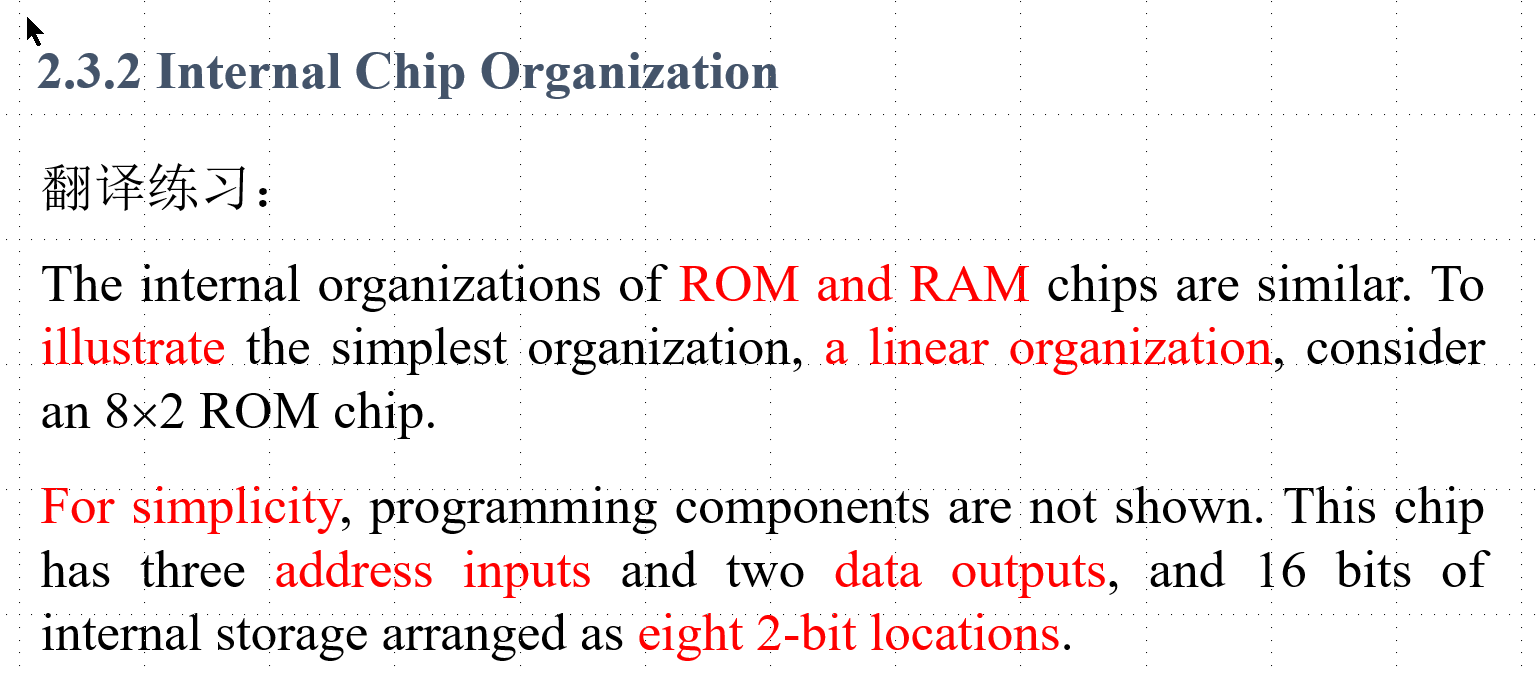 2.3.2 Internal Chip Organization
翻译练习：
The internal organizations of ROM and RAM chips are similar. To
illustrate the simplest organization, a linear organization, consider
an 8×2 ROM chip.
For simplicity, programming components are not shown. This chip
has three address inputs and two data outputs, and 16 bits of
internal storage arranged as eight 2-bit locations.